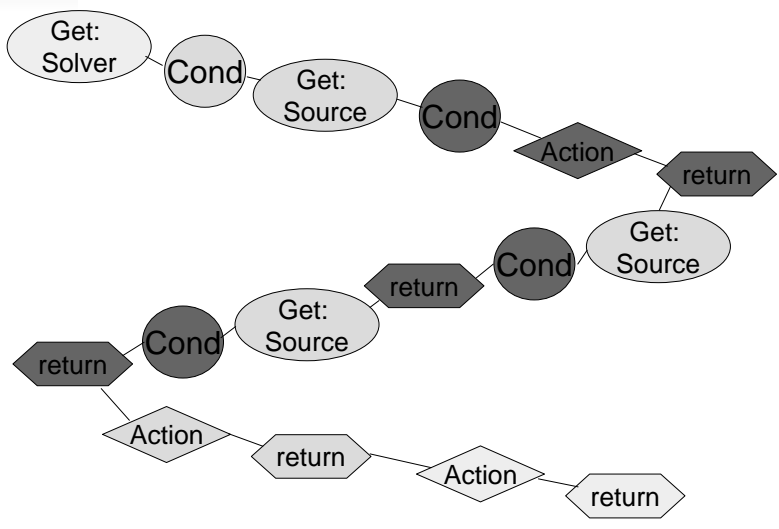 Get:
Solver
Cond
Get:
Source
Cond
Action
return
Get:
Source
Cond
return
Get:
Source
Cond
return
Action
return
Action
return